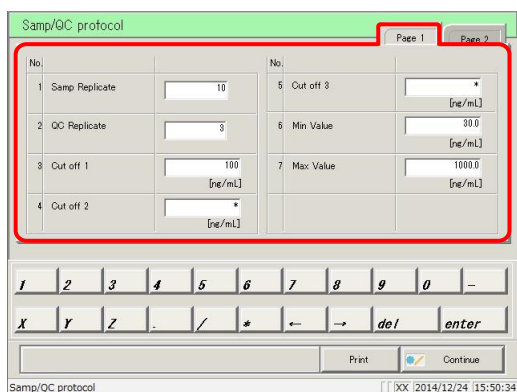 Samp/QC protocol
Page 1
Page 2
No.
1 Samp Replicate 10
2 QC Replicate 3
3 Cut off 1 100
[ng/mL]
4 Cut off 2 *
[ng/mL]
No.
5 Cut off 3 *
[ng/mL]
6 Min Value 30.0
[ng/mL]
7 Max Value 1000.0
[ng/mL]
1 2 3 4 5 6 7 8 9 0 -
X Y Z . / * ← → del enter
Print Continue
Samp/QC protocol XX 2014/12/24 15:50:34